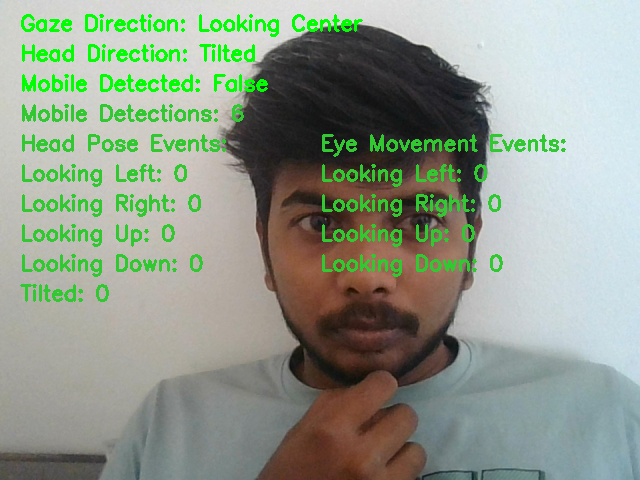 Gaze Direction: Looking Center
Head Direction: Tilted
Mobile Detected: False
Mobile Detections: 6
Head Pose Events:
Looking Left: 0
Looking Right: 0
Looking Up: 0
Looking Down: 0
Tilted: 0
Eye Movement Events:
Looking Left: 0
Looking Right: 0
Looking Up: 0
Looking Down: 0